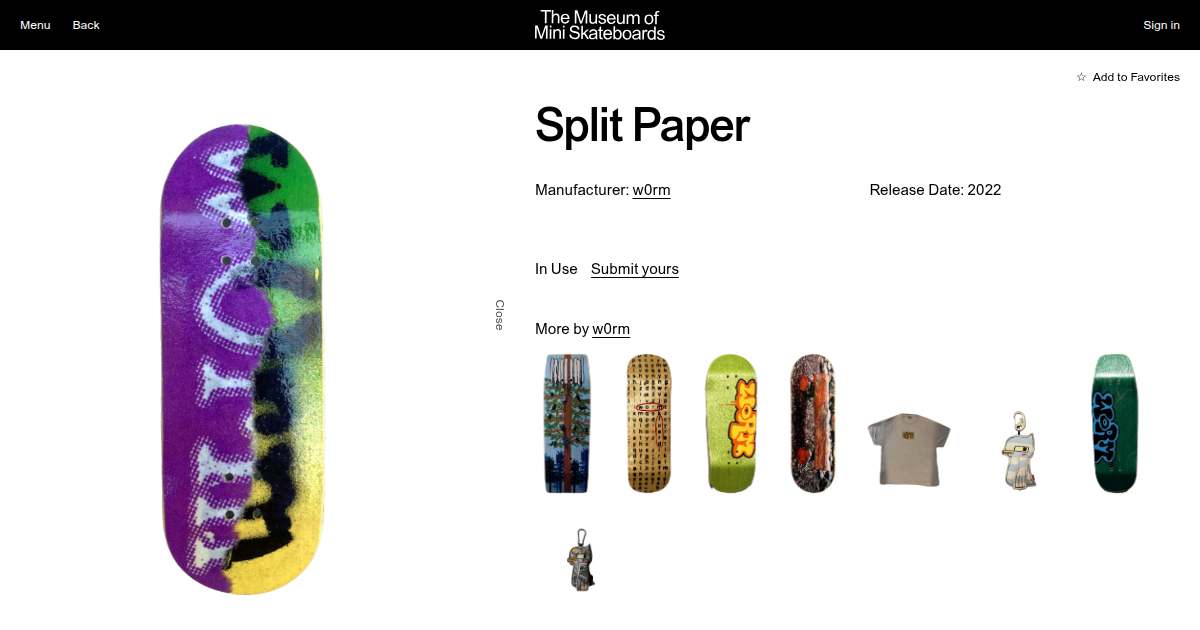 Menu
Back
The Museum of
Mini Skateboards
Sign in
☆ Add to Favorites
Split Paper
Manufacturer: w0rm
Release Date: 2022
In Use
Submit yours
Close
More by w0rm